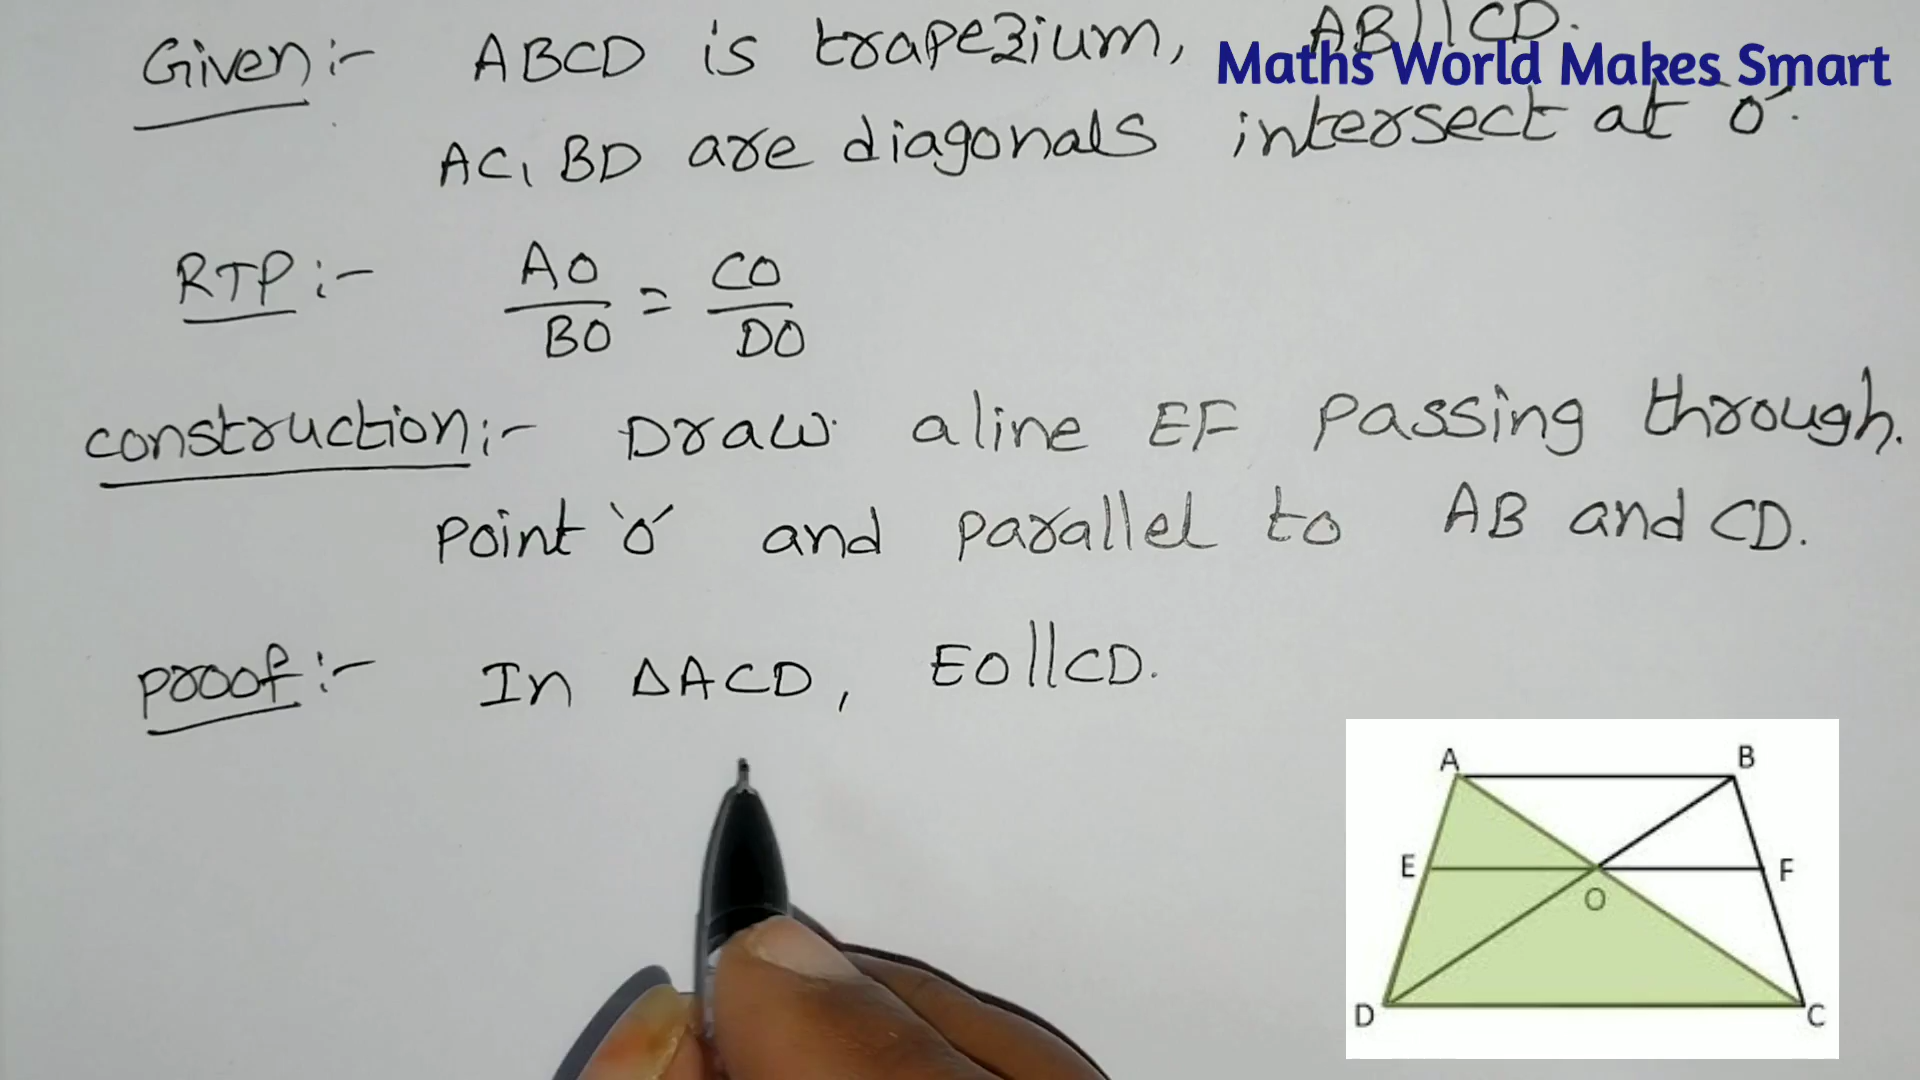 Given :- ABCD is trapezium, AB||CD.
Maths World Makes Smart
AC, BD are diagonals intersect at 'O'.
RTP :- AO/BO = CO/DO
construction :- Draw a line EF passing through.
point 'O' and parallel to AB and CD.
proof :- In ΔACD, EO||CD.
A B
E F
O
D C